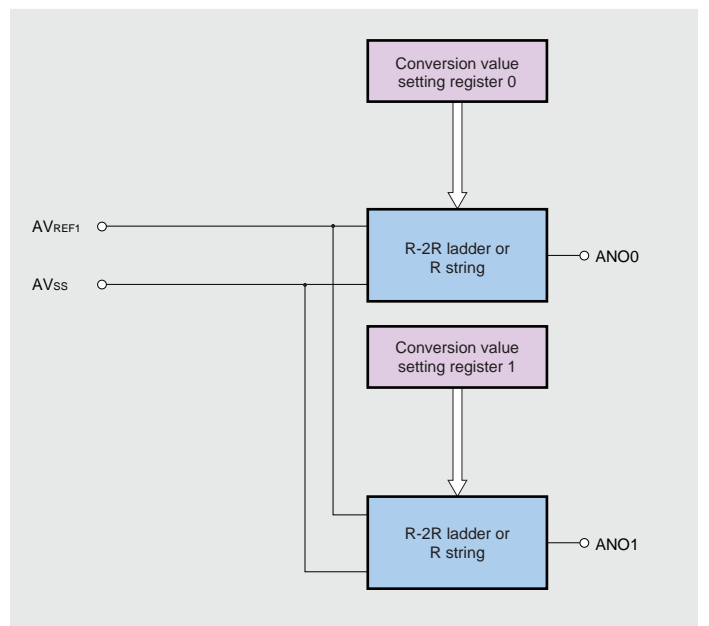 Conversion value
setting register 0
AVREF1
R-2R ladder or
R string
ANO0
AVss
Conversion value
setting register 1
R-2R ladder or
R string
ANO1